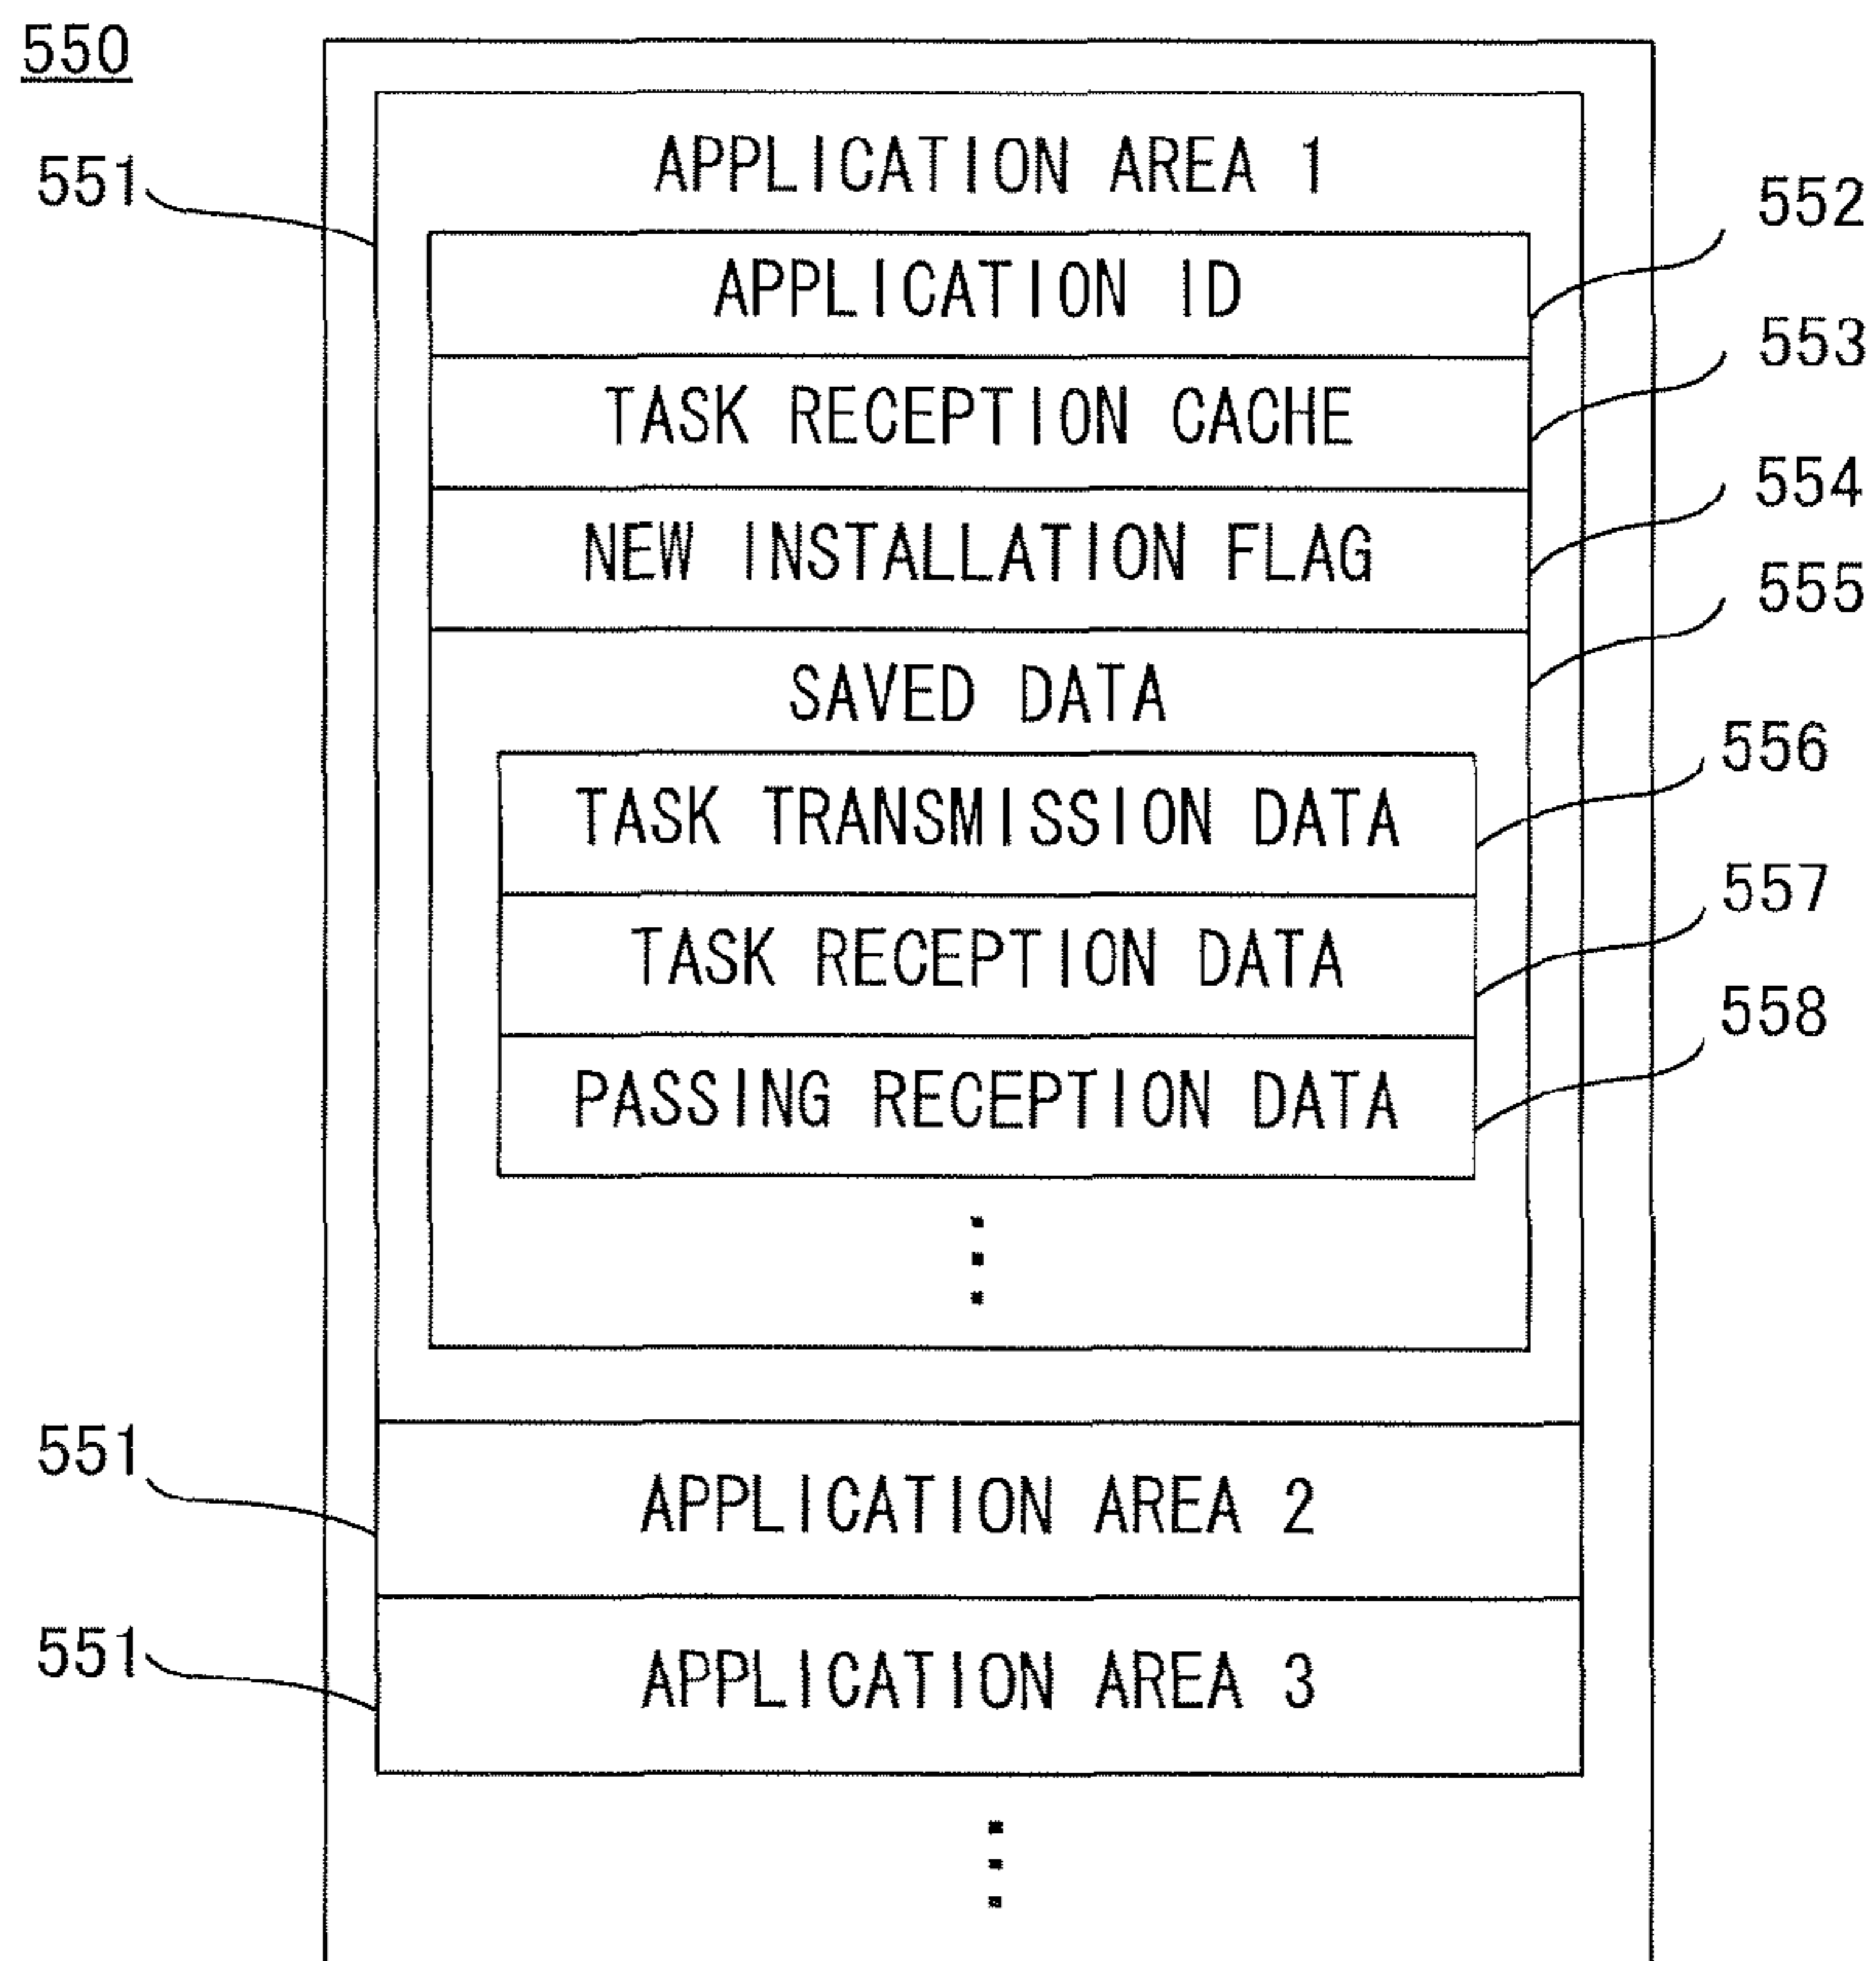 550
551
APPLICATION AREA 1
552
APPLICATION ID
553
TASK RECEPTION CACHE
554
NEW INSTALLATION FLAG
555
SAVED DATA
556
TASK TRANSMISSION DATA
557
TASK RECEPTION DATA
558
PASSING RECEPTION DATA
551
APPLICATION AREA 2
551
APPLICATION AREA 3